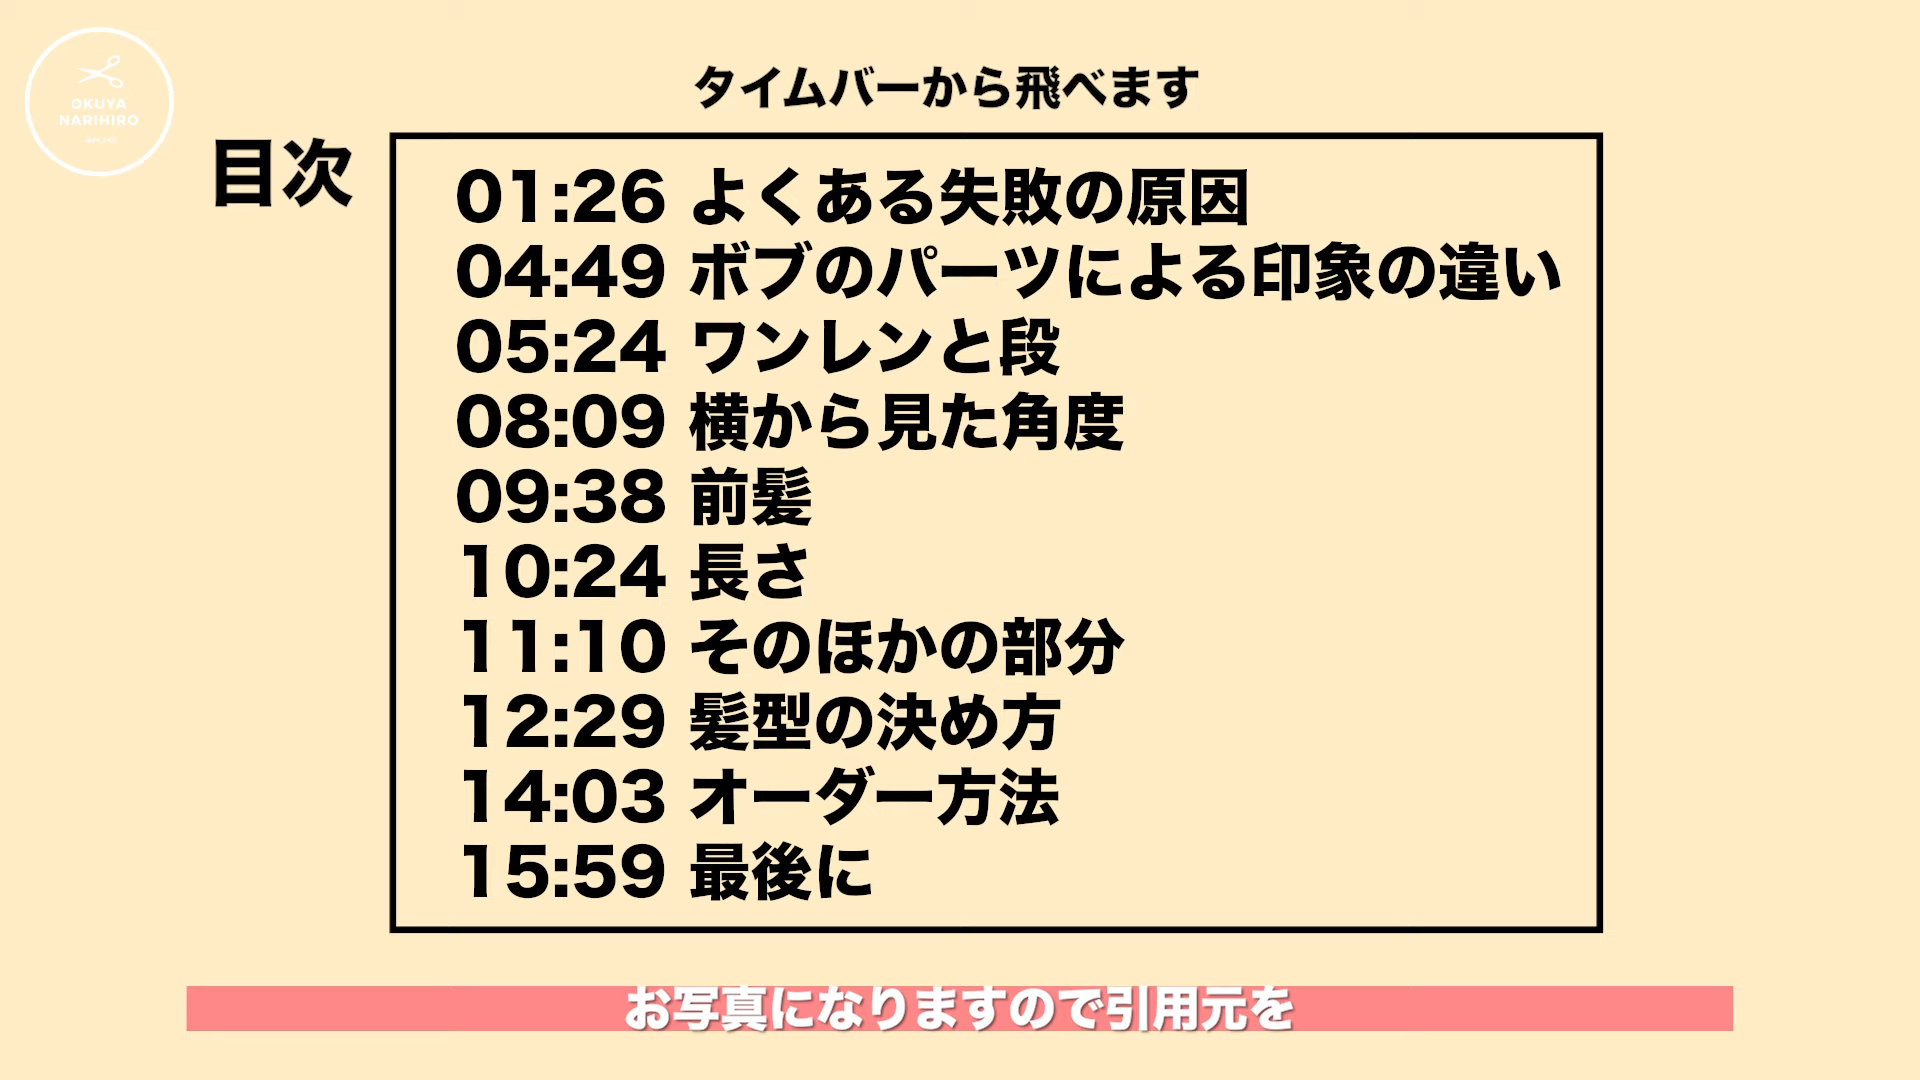 OKUYA
NARIHIRO
タイムバーから飛べます
目次
01:26 よくある失敗の原因
04:49 ボブのパーツによる印象の違い
05:24 ワンレンと段
08:09 横から見た角度
09:38 前髪
10:24 長さ
11:10 そのほかの部分
12:29 髪型の決め方
14:03 オーダー方法
15:59 最後に
お写真になりますので引用元を